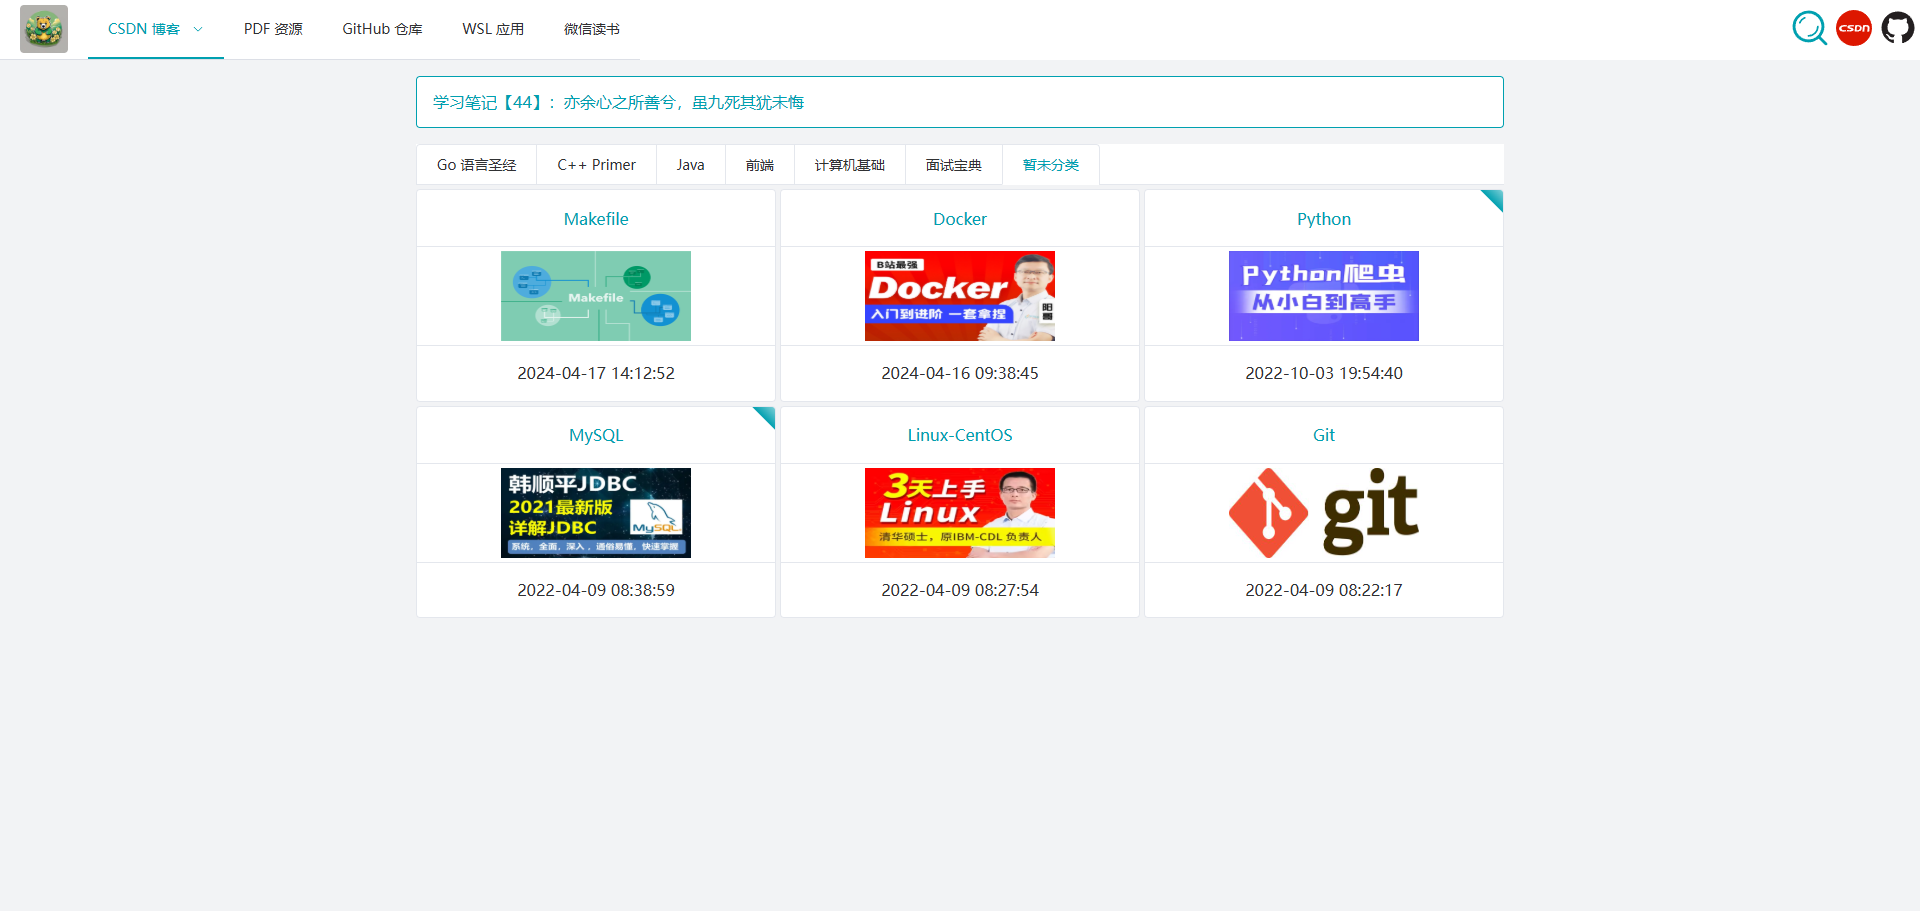 CSDN 博客
PDF 资源
GitHub 仓库
WSL 应用
微信读书
CSDN
学习笔记【44】：亦余心之所善兮，虽九死其犹未悔
Go 语言圣经
C++ Primer
Java
前端
计算机基础
面试宝典
暂未分类
Makefile
Docker
Python
Makefile
B站最强
Docker
入门到进阶 一套拿捏
阳哥
Python爬虫
从小白到高手
2024-04-17 14:12:52
2024-04-16 09:38:45
2022-10-03 19:54:40
MySQL
Linux-CentOS
Git
韩顺平JDBC
2021最新版
详解JDBC
MySQL
系统，全面，深入，通俗易懂，快速掌握
3天上手
Linux
清华硕士，原IBM-CDL 负责人
git
2022-04-09 08:38:59
2022-04-09 08:27:54
2022-04-09 08:22:17